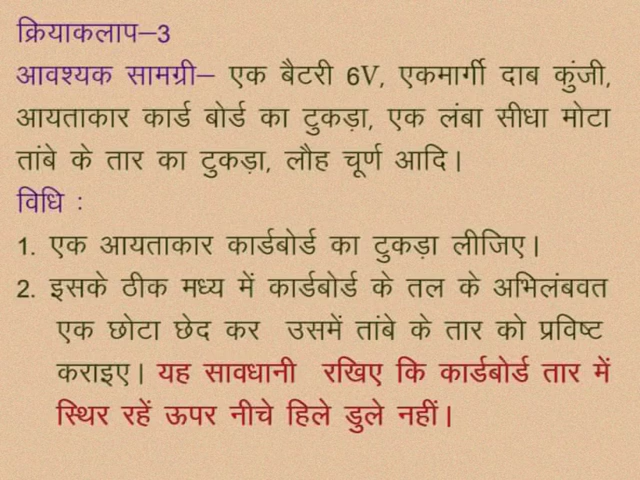 क्रियाकलाप–3
आवश्यक सामग्री– एक बैटरी 6V, एकमार्गी दाब कुंजी,
आयताकार कार्ड बोर्ड का टुकड़ा, एक लंबा सीधा मोटा
तांबे के तार का टुकड़ा, लौह चूर्ण आदि।
विधि :
1. एक आयताकार कार्डबोर्ड का टुकड़ा लीजिए।
2. इसके ठीक मध्य में कार्डबोर्ड के तल के अभिलंबवत
एक छोटा छेद कर उसमें तांबे के तार को प्रविष्ट
कराइए। यह सावधानी रखिए कि कार्डबोर्ड तार में
स्थिर रहें ऊपर नीचे हिले डुले नहीं।